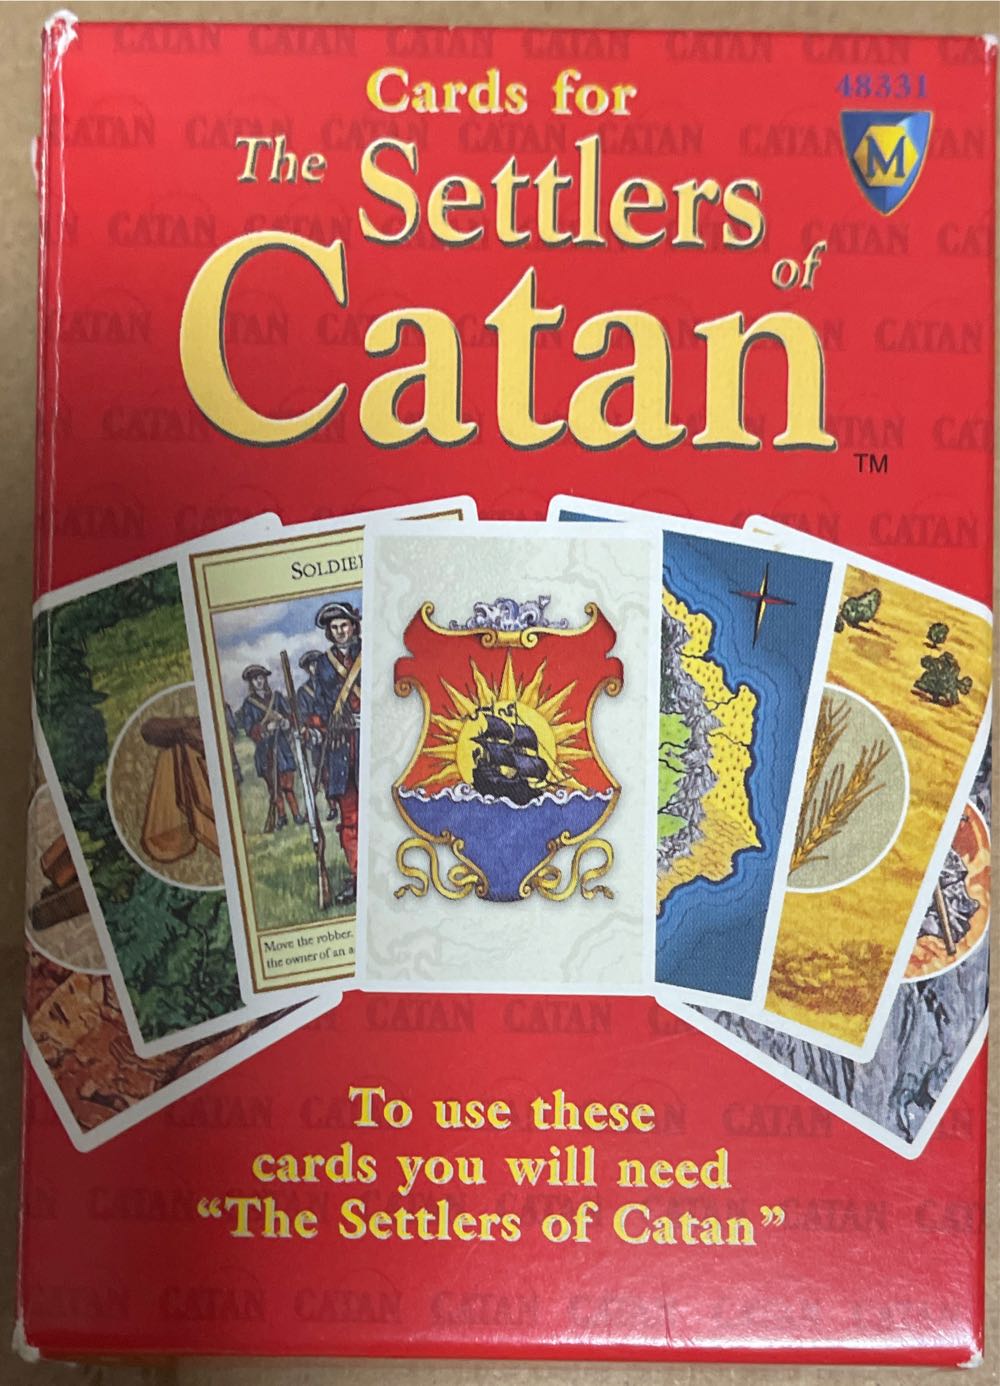 Cards for
48331
M
The Settlers
of
Catan
TM
SOLDIE
Move the robber.
the owner of an a
To use these
cards you will need
“The Settlers of Catan”